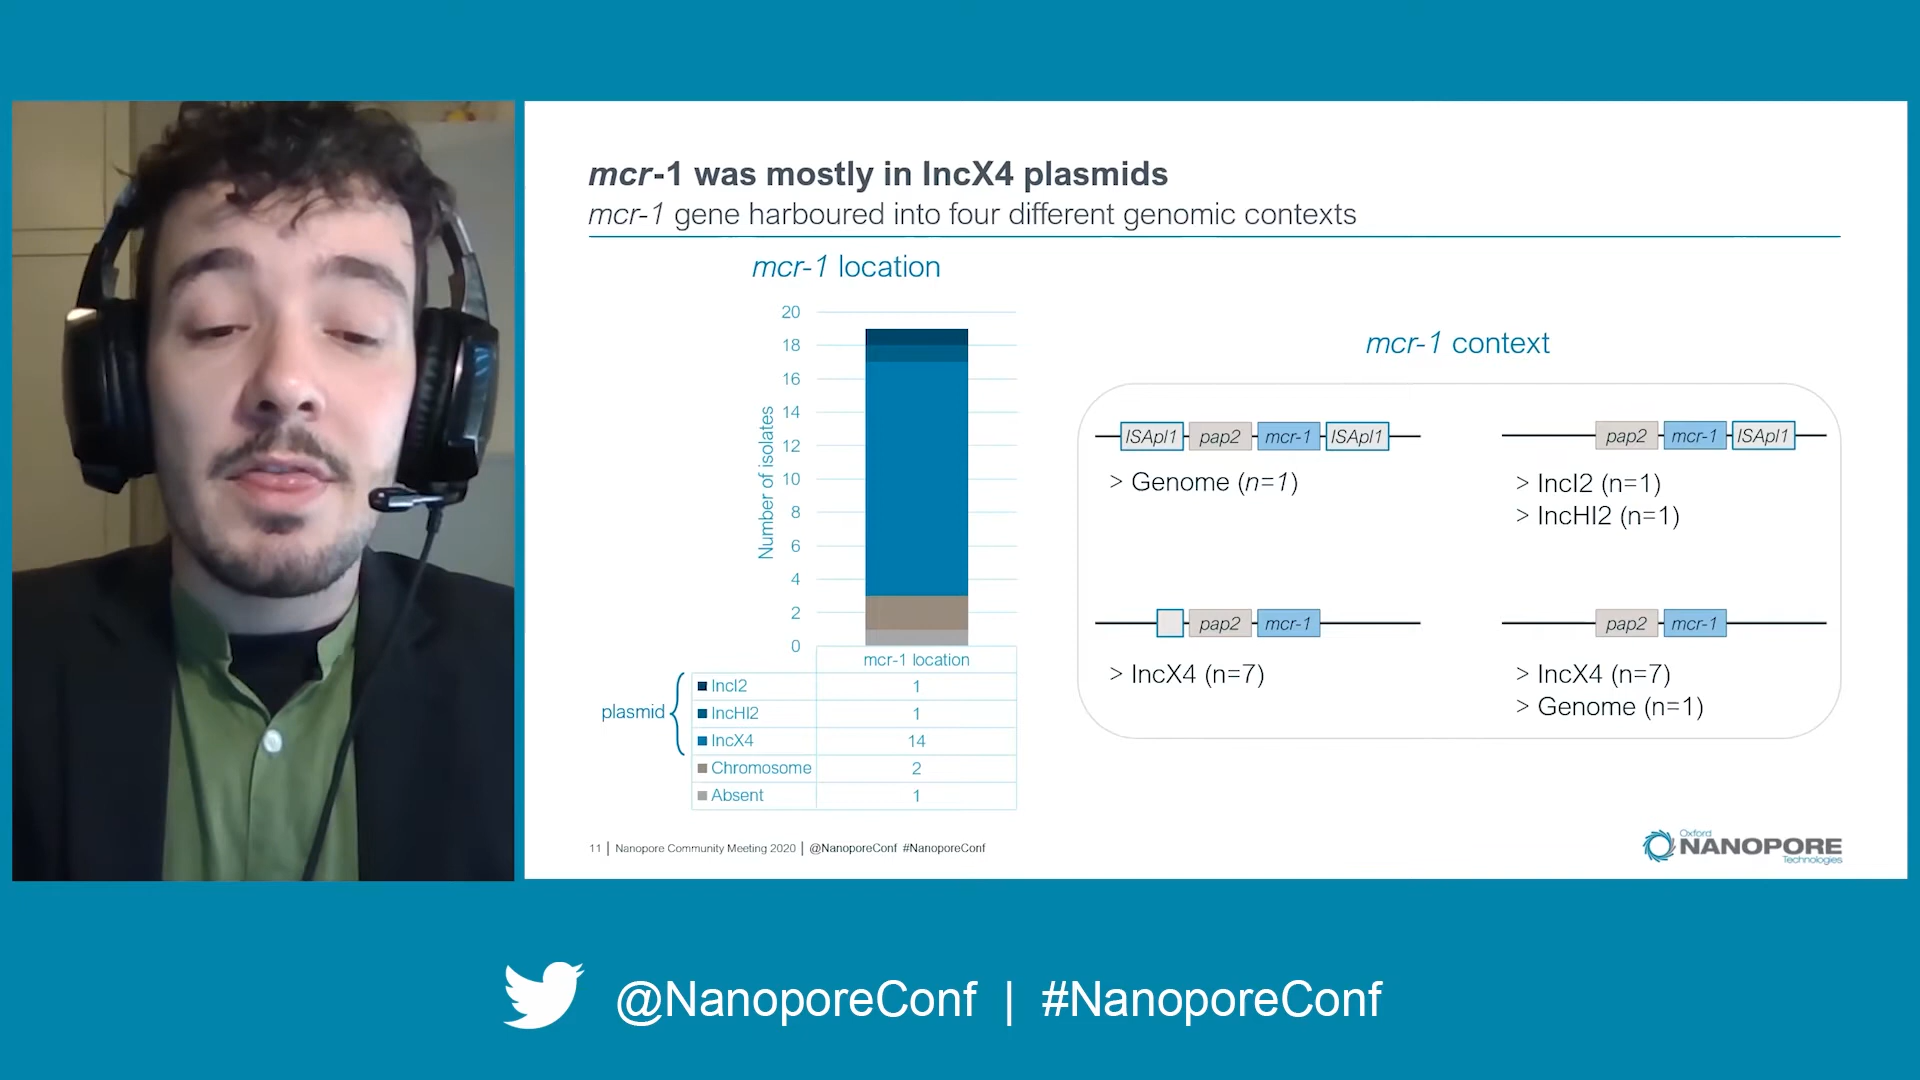 mcr-1 was mostly in IncX4 plasmids
mcr-1 gene harboured into four different genomic contexts
mcr-1 location
20
18
16
14
12
10
8
6
4
2
0
Number of isolates
mcr-1 location
plasmid
IncI2 1
IncHI2 1
IncX4 14
Chromosome 2
Absent 1
mcr-1 context
ISApl1 pap2 mcr-1 ISApl1
> Genome (n=1)
pap2 mcr-1 ISApl1
> IncI2 (n=1)
> IncHI2 (n=1)
pap2 mcr-1
> IncX4 (n=7)
pap2 mcr-1
> IncX4 (n=7)
> Genome (n=1)
11 | Nanopore Community Meeting 2020 | @NanoporeConf #NanoporeConf
Oxford
NANOPORE
Technologies
@NanoporeConf | #NanoporeConf